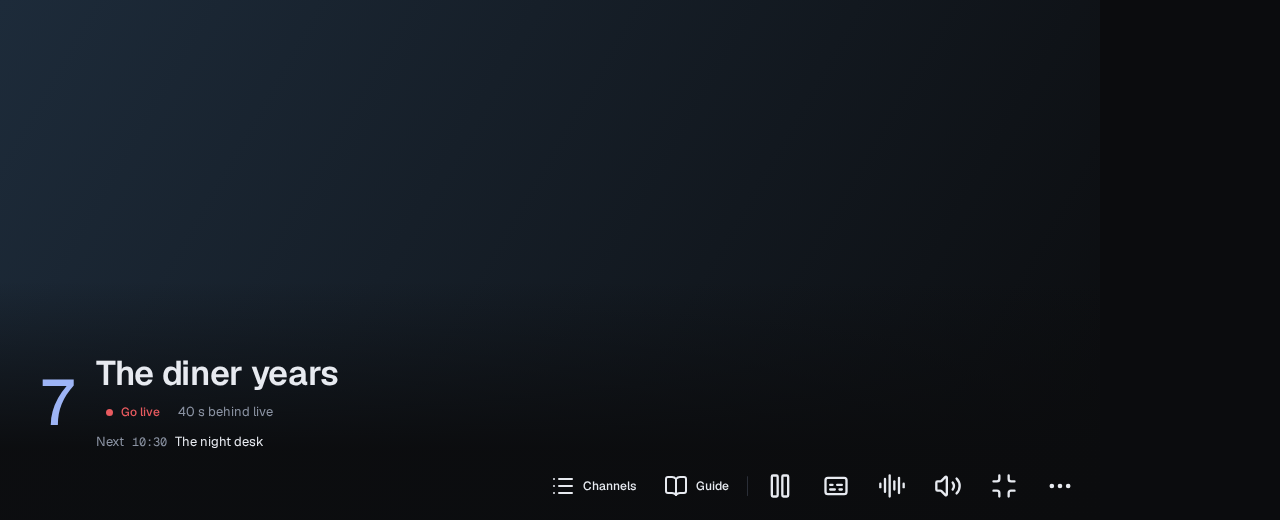 7
The diner years
Go live 40 s behind live
Next 10:30 The night desk
Channels Guide